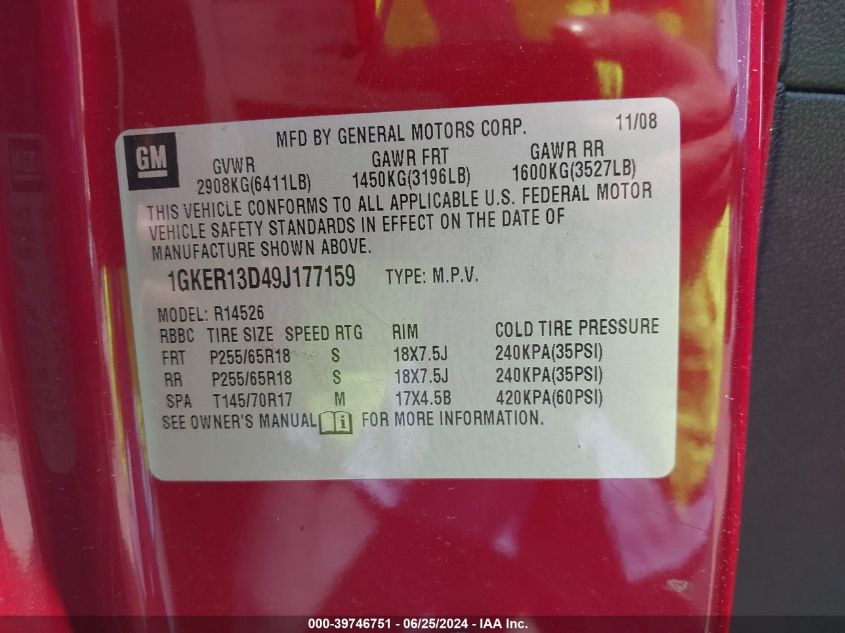 GM
MFD BY GENERAL MOTORS CORP. 11/08
GVWR GAWR FRT GAWR RR
2908KG(6411LB) 1450KG(3196LB) 1600KG(3527LB)
THIS VEHICLE CONFORMS TO ALL APPLICABLE U.S. FEDERAL MOTOR
VEHICLE SAFETY STANDARDS IN EFFECT ON THE DATE OF
MANUFACTURE SHOWN ABOVE.
1GKER13D49J177159 TYPE: M.P.V.
MODEL: R14526
RBBC TIRE SIZE SPEED RTG RIM COLD TIRE PRESSURE
FRT P255/65R18 S 18X7.5J 240KPA(35PSI)
RR P255/65R18 S 18X7.5J 240KPA(35PSI)
SPA T145/70R17 M 17X4.5B 420KPA(60PSI)
SEE OWNER'S MANUAL i FOR MORE INFORMATION.
000-39746751 - 06/25/2024 - IAA Inc.